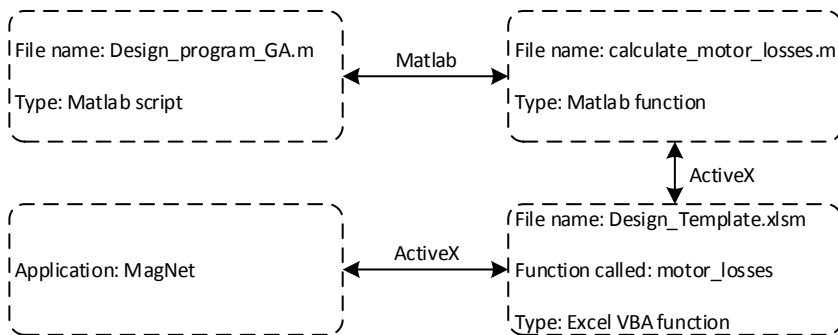 File name: Design_program_GA.m
Type: Matlab script
Matlab
File name: calculate_motor_losses.m
Type: Matlab function
ActiveX
Application: MagNet
ActiveX
File name: Design_Template.xlsm
Function called: motor_losses
Type: Excel VBA function